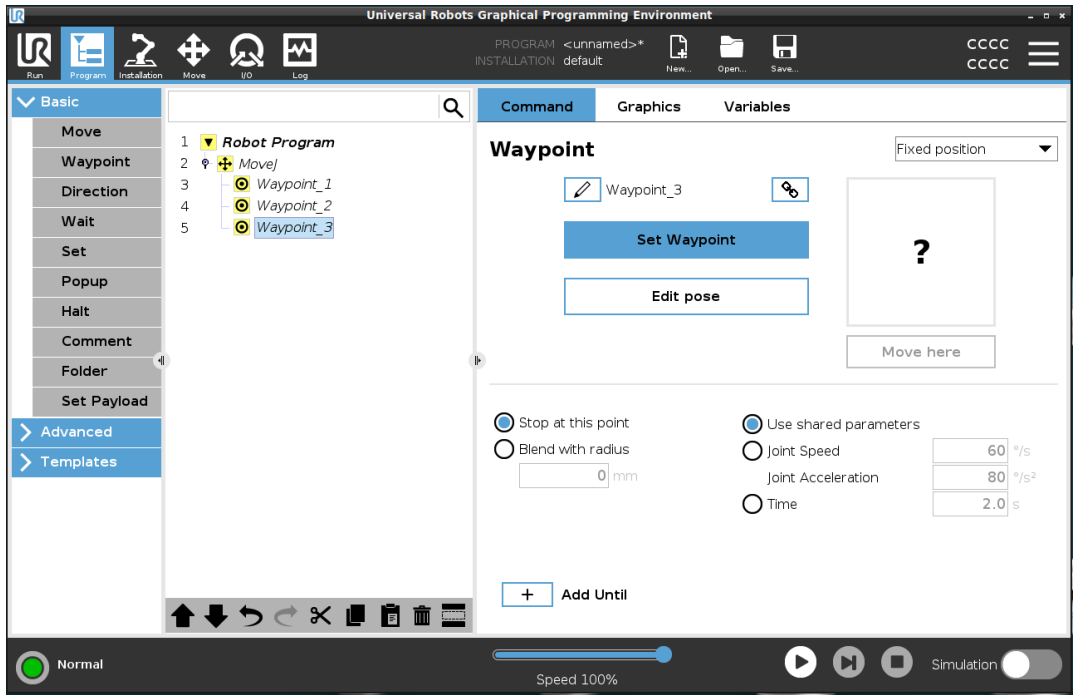 Universal Robots Graphical Programming Environment
Run
Program
Installation
Move
I/O
Log
PROGRAM <unnamed>*
INSTALLATION default
New...
Open...
Save...
CCCC
CCCC
Basic
Move
Waypoint
Direction
Wait
Set
Popup
Halt
Comment
Folder
Set Payload
Advanced
Templates
1 Robot Program
2 MoveJ
3 Waypoint_1
4 Waypoint_2
5 Waypoint_3
Command Graphics Variables
Waypoint
Fixed position
Waypoint_3
Set Waypoint
Edit pose
?
Move here
Stop at this point
Blend with radius
0 mm
Use shared parameters
Joint Speed 60 °/s
Joint Acceleration 80 °/s²
Time 2.0 s
+ Add Until
Normal
Speed 100%
Simulation